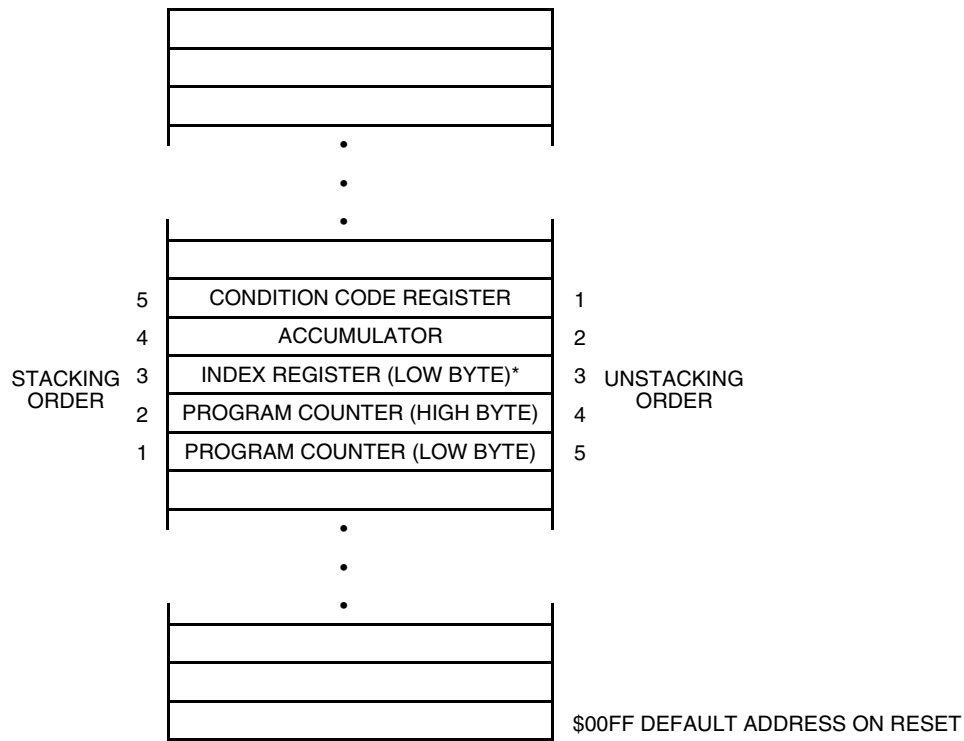 5 CONDITION CODE REGISTER 1
4 ACCUMULATOR 2
STACKING ORDER 3 INDEX REGISTER (LOW BYTE)* 3 UNSTACKING ORDER
2 PROGRAM COUNTER (HIGH BYTE) 4
1 PROGRAM COUNTER (LOW BYTE) 5
$00FF DEFAULT ADDRESS ON RESET